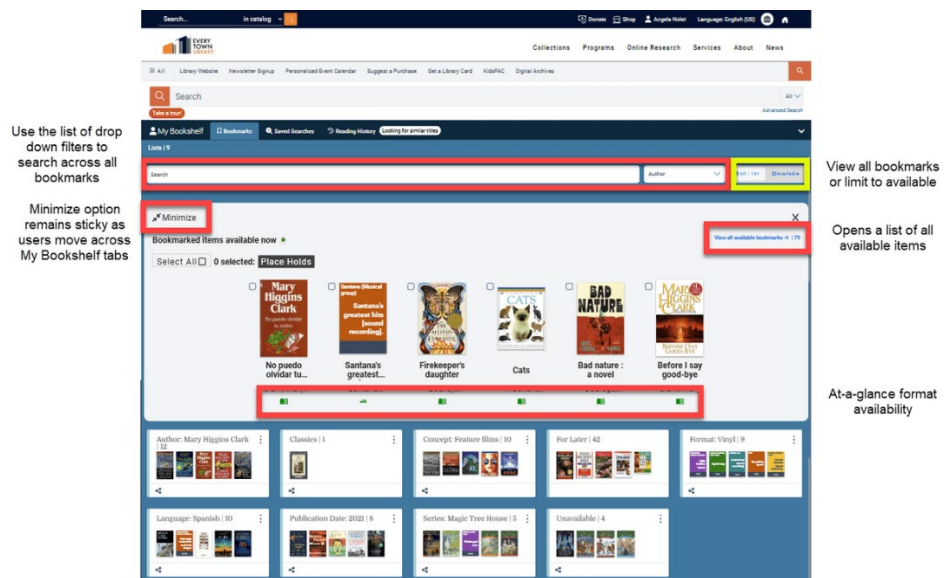 Search... in catalog
Donate Shop Angela Nolet Language: English (US)
EVERY
TOWN
LIBRARY
Collections Programs Online Research Services About News
All Library Website Newsletter Signup Personalized Event Calendar Suggest a Purchase Get a Library Card KidsPAC Digital Archives
Search All
Take a tour! Advanced Search
My Bookshelf Bookmarks Saved Searches Reading History Looking for similar titles
Lists | 9
Use the list of drop
down filters to
search across all
bookmarks
Search Author Available
View all bookmarks
or limit to available
Minimize option
remains sticky as
users move across
My Bookshelf tabs
Minimize X
Bookmarked items available now
View all available bookmarks → | 79
Opens a list of all
available items
Select All 0 selected: Place Holds
Mary
Higgins
Clark
No puedo
olvidar tu rostro
Santana (Musical
group)
Santana's
greatest hits
[sound
recording].
CATS
BAD
NATURE
MARY
HIGGINS
CLARK
BEFORE I SAY
GOOD-BYE
No puedo
olvidar tu...
Santana's
greatest...
Firekeeper's
daughter
Cats
Bad nature :
a novel
Before I say
good-bye
At-a-glance format
availability
Author: Mary Higgins Clark
| 12
Classics | 1
Concept: Feature films | 10
For Later | 42
Format: Vinyl | 9
Language: Spanish | 10
Publication Date: 2021 | 8
Series: Magic Tree House | 5
Unavailable | 4